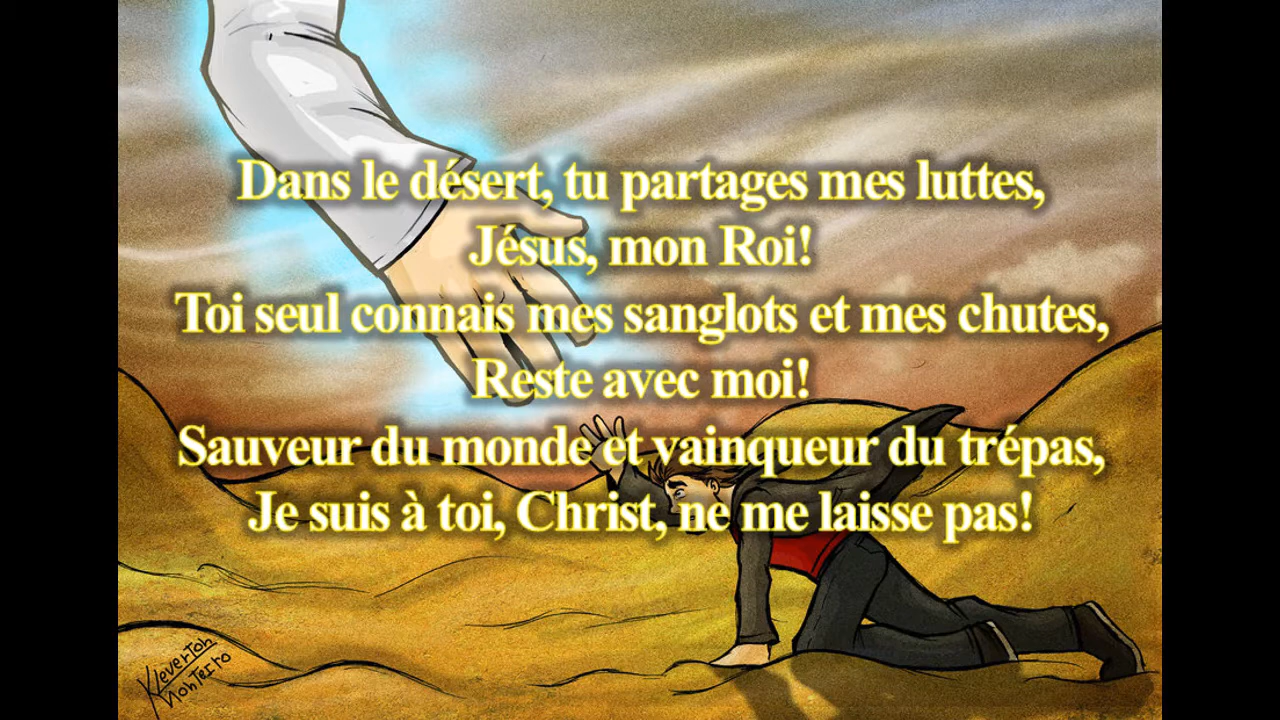 Dans le désert, tu partages mes luttes,
Jésus, mon Roi!
Toi seul connais mes sanglots et mes chutes,
Reste avec moi!
Sauveur du monde et vainqueur du trépas,
Je suis à toi, Christ, ne me laisse pas!
Kleverton
Monteiro